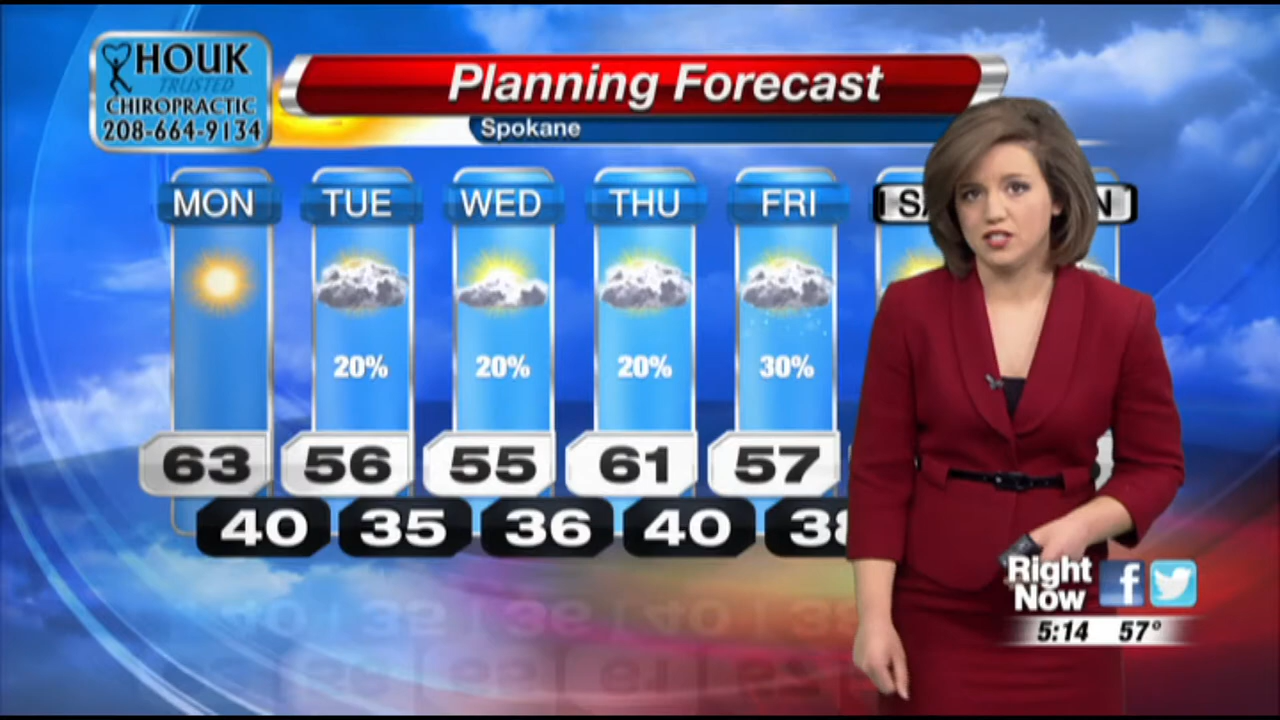 HOUK
TRUSTED
CHIROPRACTIC
208-664-9134
Planning Forecast
Spokane
MON TUE WED THU FRI
20% 20% 20% 30%
63 56 55 61 57
40 35 36 40 38
Right
Now
5:14 57°